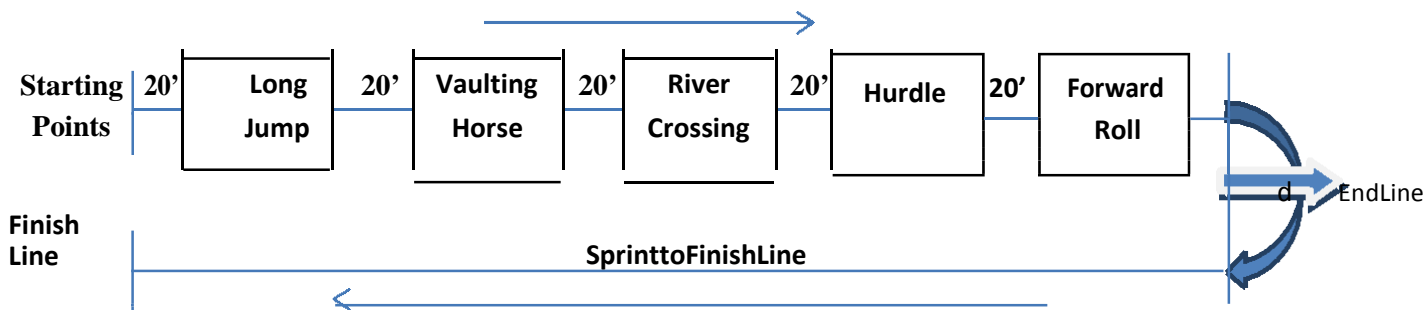 Starting Points
20'
Long Jump
20'
Vaulting Horse
20'
River Crossing
20'
Hurdle
20'
Forward Roll
d
EndLine
Finish Line
SprinttoFinishLine